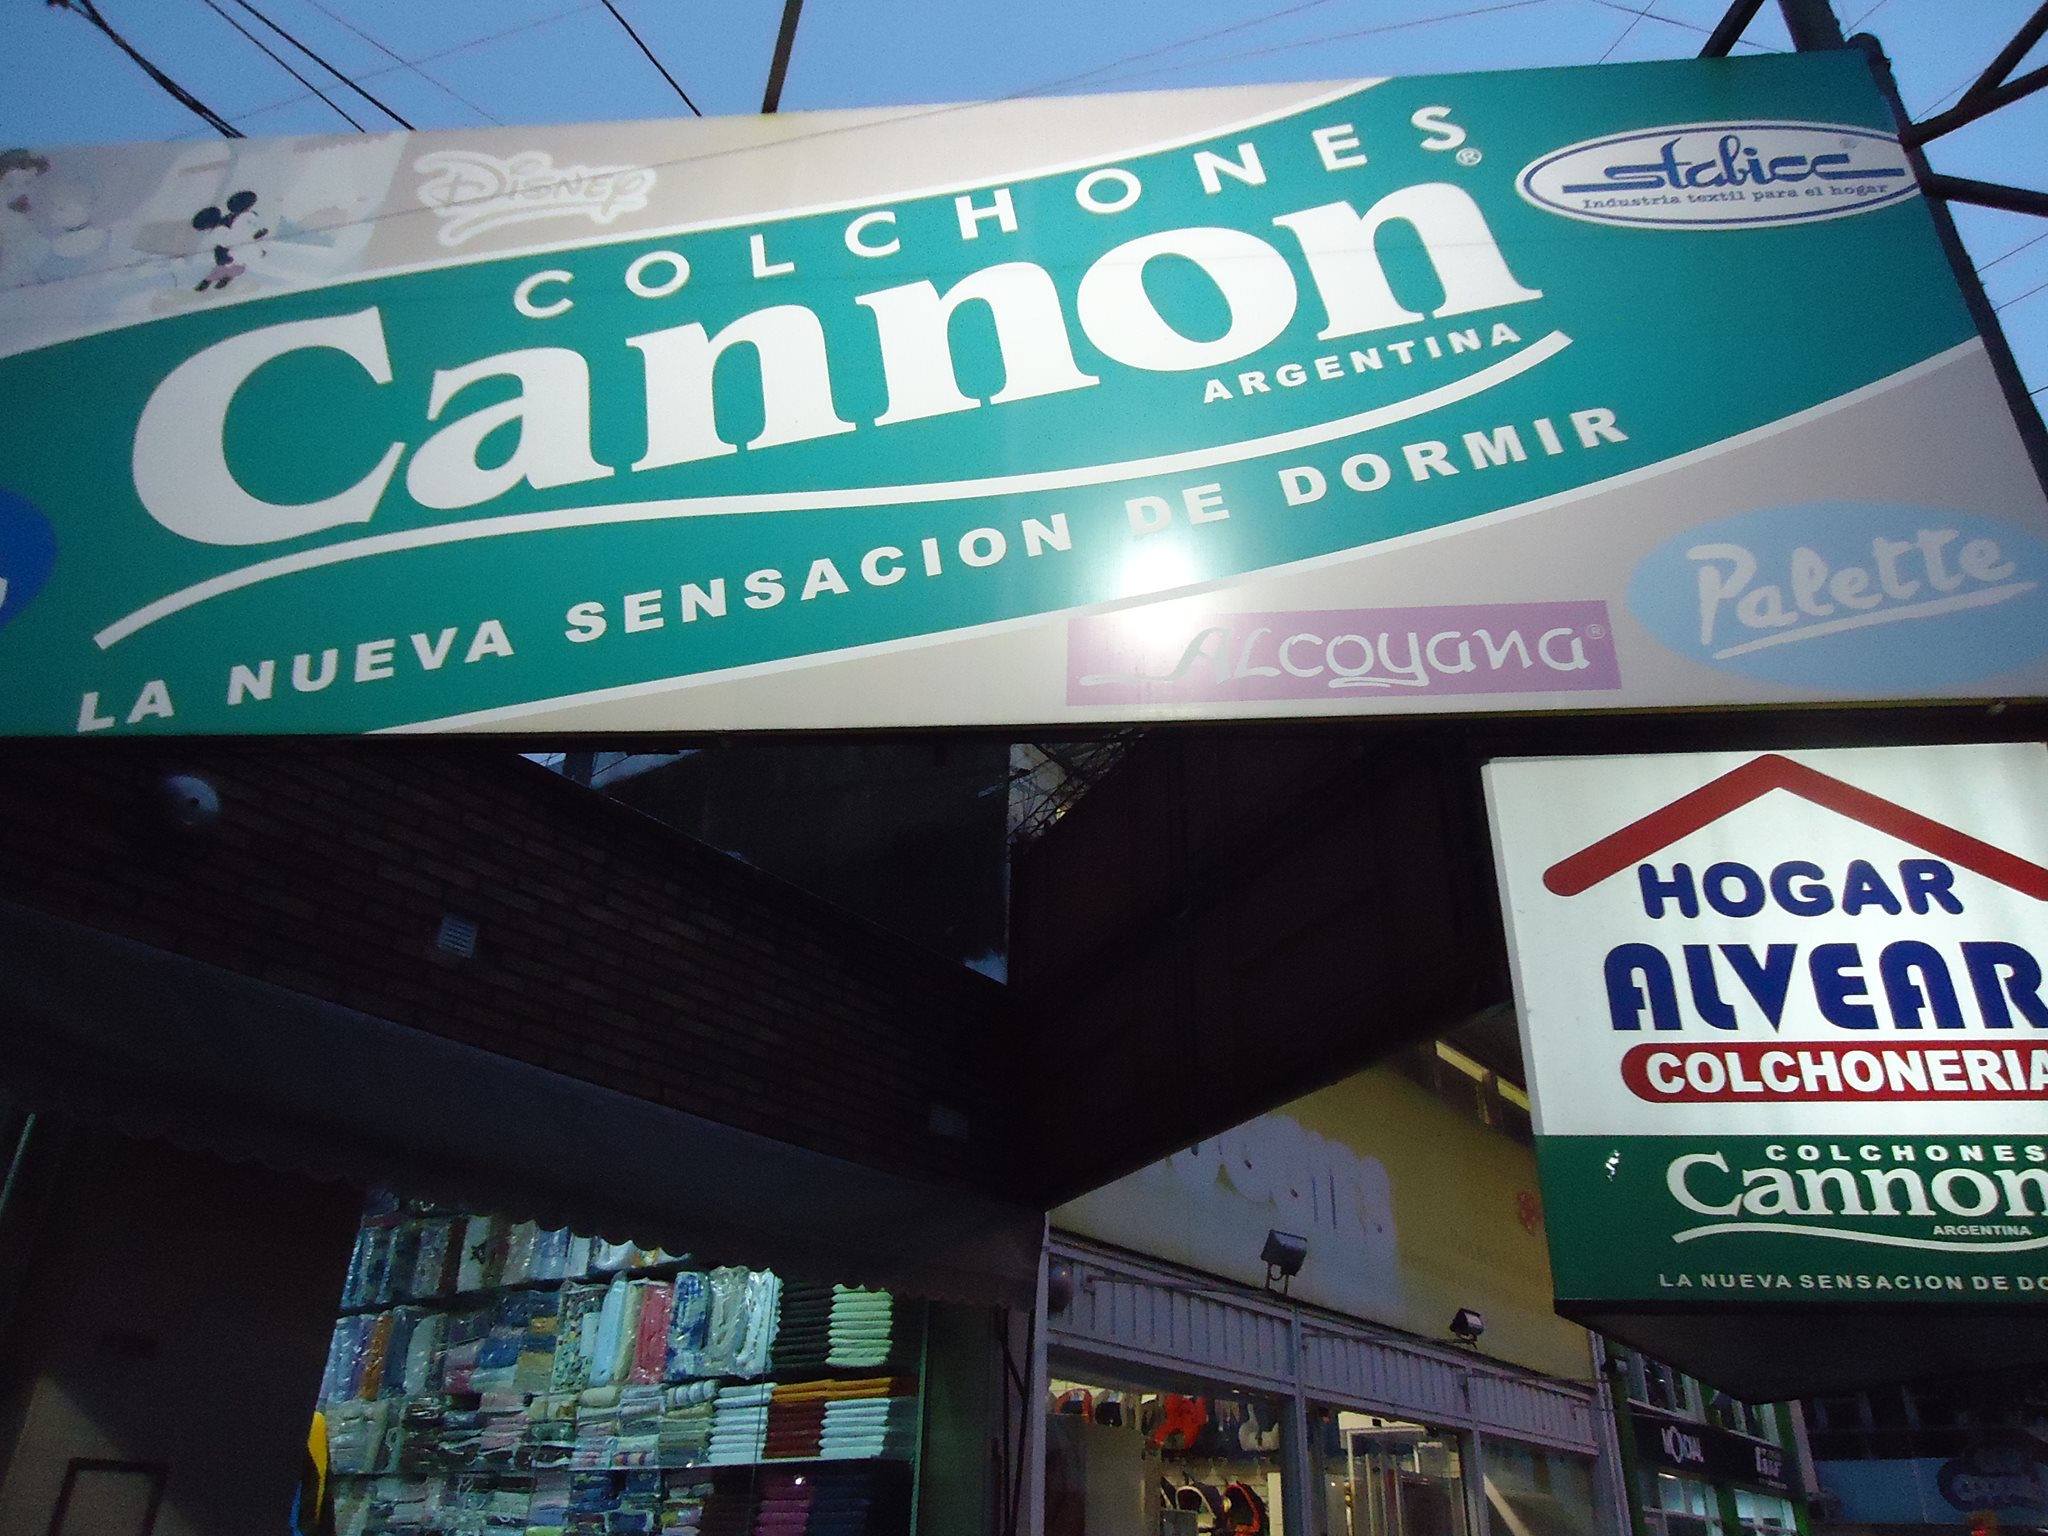 Disney
COLCHONES
Cannon®
ARGENTINA
LA NUEVA SENSACION DE DORMIR
stabicc
Industria textil para el hogar
ALCOYANA®
Palette
HOGAR
ALVEAR
COLCHONERIA
COLCHONES
Cannon
ARGENTINA
LA NUEVA SENSACION DE